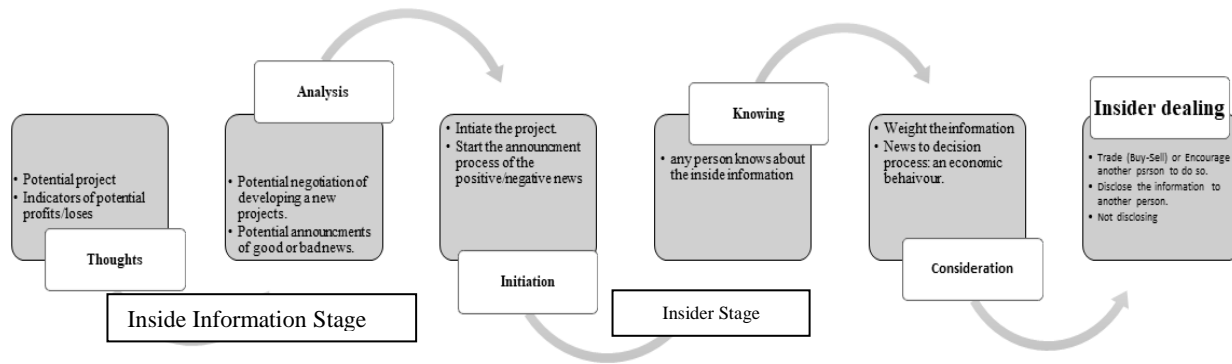 • Potential project
• Indicators of potential
profits/loses
Thoughts
Analysis
• Potential negotiation of
developing a new
projects.
• Potential announcments
of good or badnews.
Inside Information Stage
• Intiate the project.
• Start the announcment
process of the
positive/negative news
Initiation
Knowing
• any person knows about
the inside information
Insider Stage
• Weight the information
• News to decision
process: an economic
behaivour.
Consideration
Insider dealing
• Trade (Buy-Sell) or Encourage
another psrson to do so.
• Disclose the information to
another person.
• Not disclosing